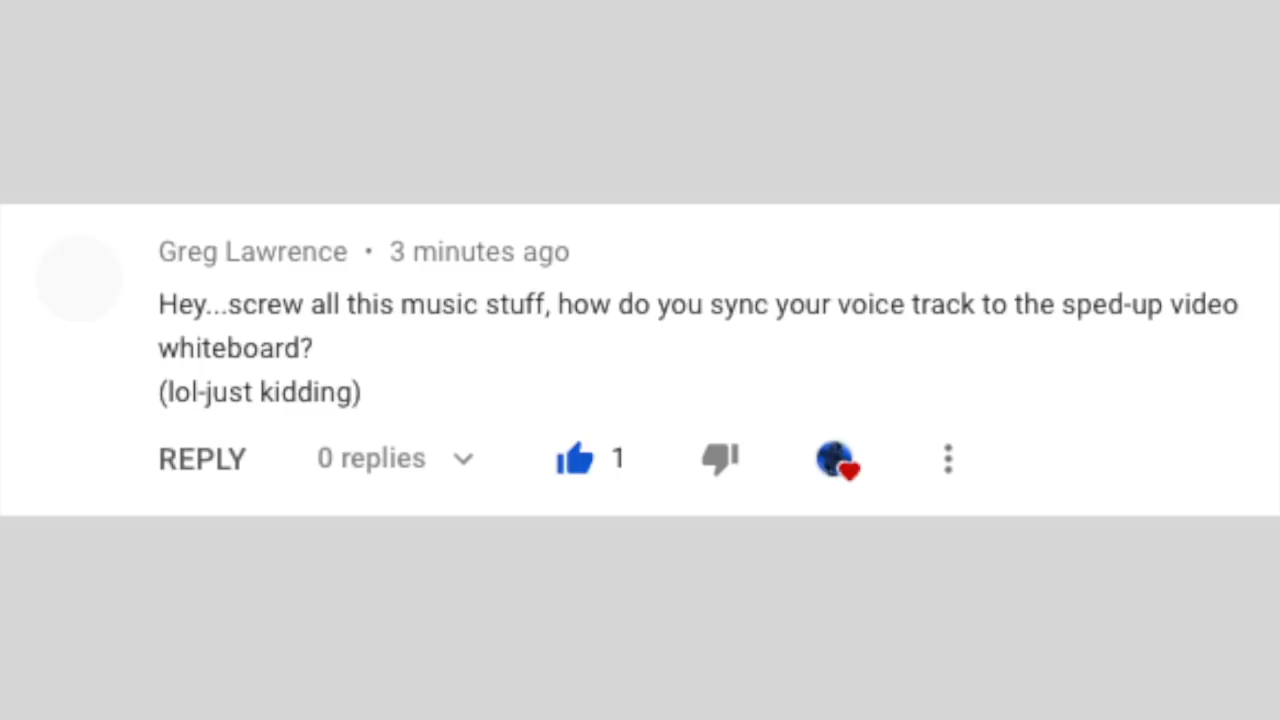 Greg Lawrence • 3 minutes ago
Hey...screw all this music stuff, how do you sync your voice track to the sped-up video
whiteboard?
(lol-just kidding)
REPLY 0 replies 1